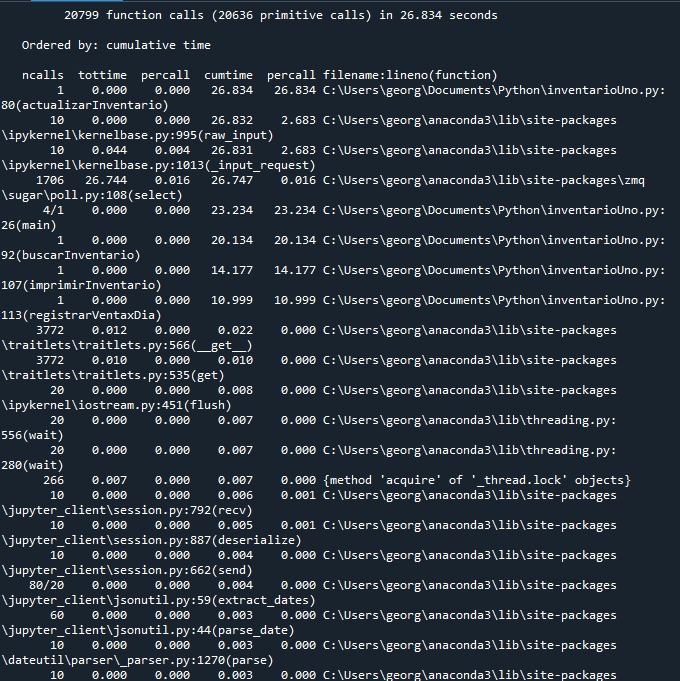 20799 function calls (20636 primitive calls) in 26.834 seconds
Ordered by: cumulative time
ncalls  tottime  percall  cumtime  percall filename:lineno(function)
1    0.000    0.000   26.834   26.834 C:\Users\georg\Documents\Python\inventarioUno.py:
80(actualizarInventario)
10    0.000    0.000   26.832    2.683 C:\Users\georg\anaconda3\lib\site-packages
\ipykernel\kernelbase.py:995(raw_input)
10    0.044    0.004   26.831    2.683 C:\Users\georg\anaconda3\lib\site-packages
\ipykernel\kernelbase.py:1013(_input_request)
1706   26.744    0.016   26.747    0.016 C:\Users\georg\anaconda3\lib\site-packages\zmq
\sugar\poll.py:108(select)
4/1    0.000    0.000   23.234   23.234 C:\Users\georg\Documents\Python\inventarioUno.py:
26(main)
1    0.000    0.000   20.134   20.134 C:\Users\georg\Documents\Python\inventarioUno.py:
92(buscarInventario)
1    0.000    0.000   14.177   14.177 C:\Users\georg\Documents\Python\inventarioUno.py:
107(imprimirInventario)
1    0.000    0.000   10.999   10.999 C:\Users\georg\Documents\Python\inventarioUno.py:
113(registrarVentaxDia)
3772    0.012    0.000    0.022    0.000 C:\Users\georg\anaconda3\lib\site-packages
\traitlets\traitlets.py:566(__get__)
3772    0.010    0.000    0.010    0.000 C:\Users\georg\anaconda3\lib\site-packages
\traitlets\traitlets.py:535(get)
20    0.000    0.000    0.008    0.000 C:\Users\georg\anaconda3\lib\site-packages
\ipykernel\iostream.py:451(flush)
20    0.000    0.000    0.007    0.000 C:\Users\georg\anaconda3\lib\threading.py:
556(wait)
20    0.000    0.000    0.007    0.000 C:\Users\georg\anaconda3\lib\threading.py:
280(wait)
266    0.007    0.000    0.007    0.000 {method 'acquire' of '_thread.lock' objects}
10    0.000    0.000    0.006    0.001 C:\Users\georg\anaconda3\lib\site-packages
\jupyter_client\session.py:792(recv)
10    0.000    0.000    0.005    0.001 C:\Users\georg\anaconda3\lib\site-packages
\jupyter_client\session.py:887(deserialize)
10    0.000    0.000    0.004    0.000 C:\Users\georg\anaconda3\lib\site-packages
\jupyter_client\session.py:662(send)
80/20    0.000    0.000    0.004    0.000 C:\Users\georg\anaconda3\lib\site-packages
\jupyter_client\jsonutil.py:59(extract_dates)
60    0.000    0.000    0.003    0.000 C:\Users\georg\anaconda3\lib\site-packages
\jupyter_client\jsonutil.py:44(parse_date)
10    0.000    0.000    0.003    0.000 C:\Users\georg\anaconda3\lib\site-packages
\dateutil\parser\_parser.py:1270(parse)
10    0.000    0.000    0.003    0.000 C:\Users\georg\anaconda3\lib\site-packages